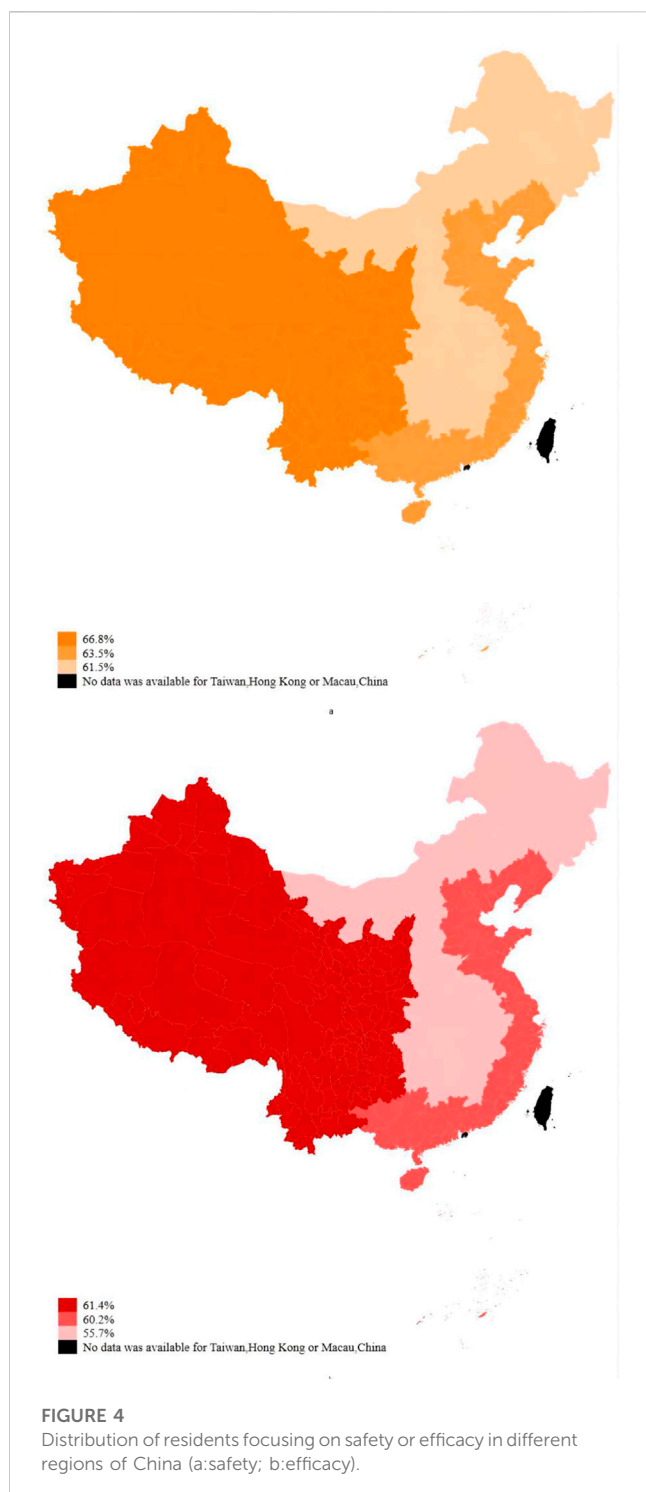 66.8%
63.5%
61.5%
No data was available for Taiwan,Hong Kong or Macau,China
a
61.4%
60.2%
55.7%
No data was available for Taiwan,Hong Kong or Macau,China
FIGURE 4
Distribution of residents focusing on safety or efficacy in different
regions of China (a:safety; b:efficacy).